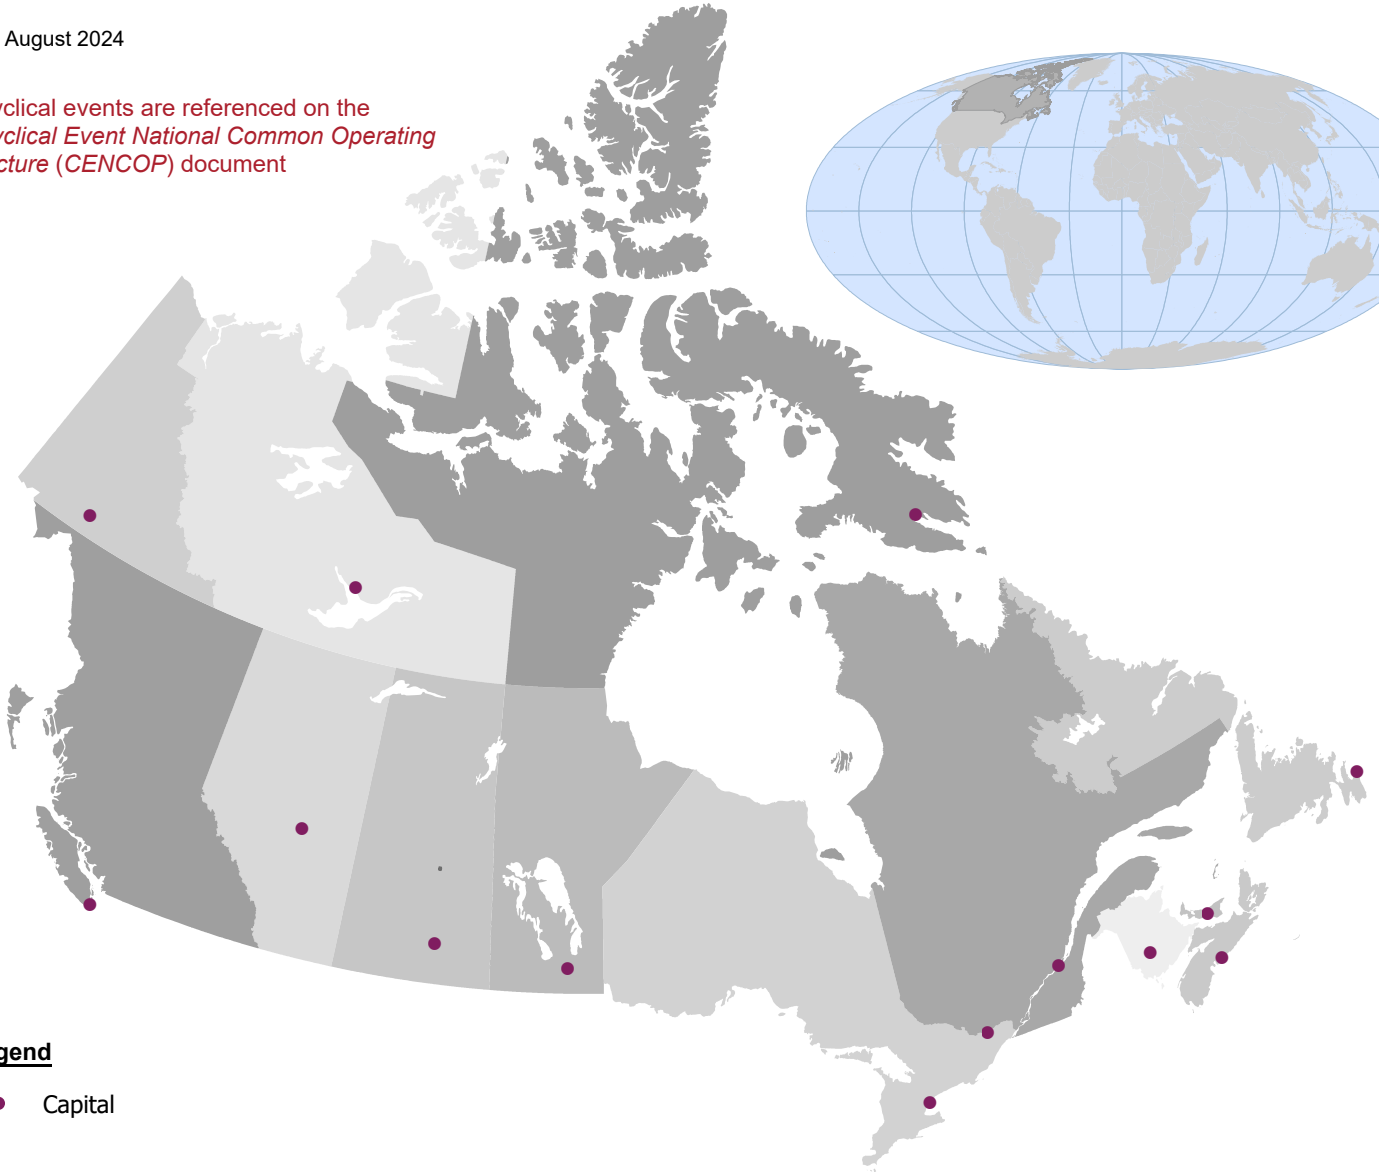 August 2024
yclical events are referenced on the
yclical Event National Common Operating
cture (CENCOP) document
gend
Capital